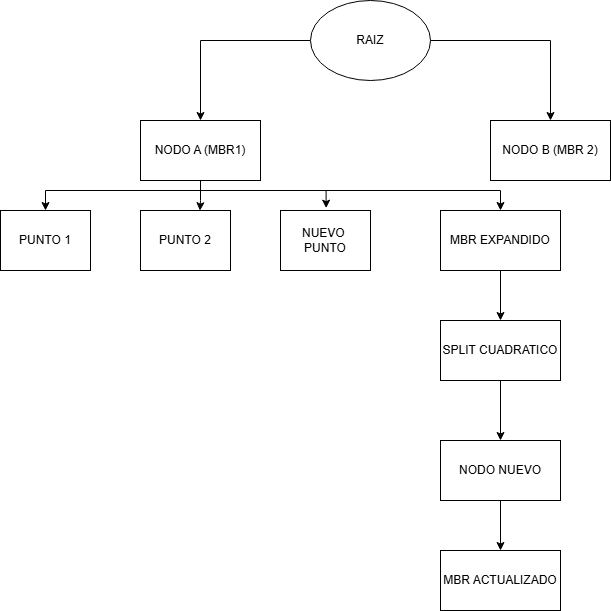 RAIZ
NODO A (MBR1)
NODO B (MBR 2)
PUNTO 1
PUNTO 2
NUEVO
PUNTO
MBR EXPANDIDO
SPLIT CUADRATICO
NODO NUEVO
MBR ACTUALIZADO